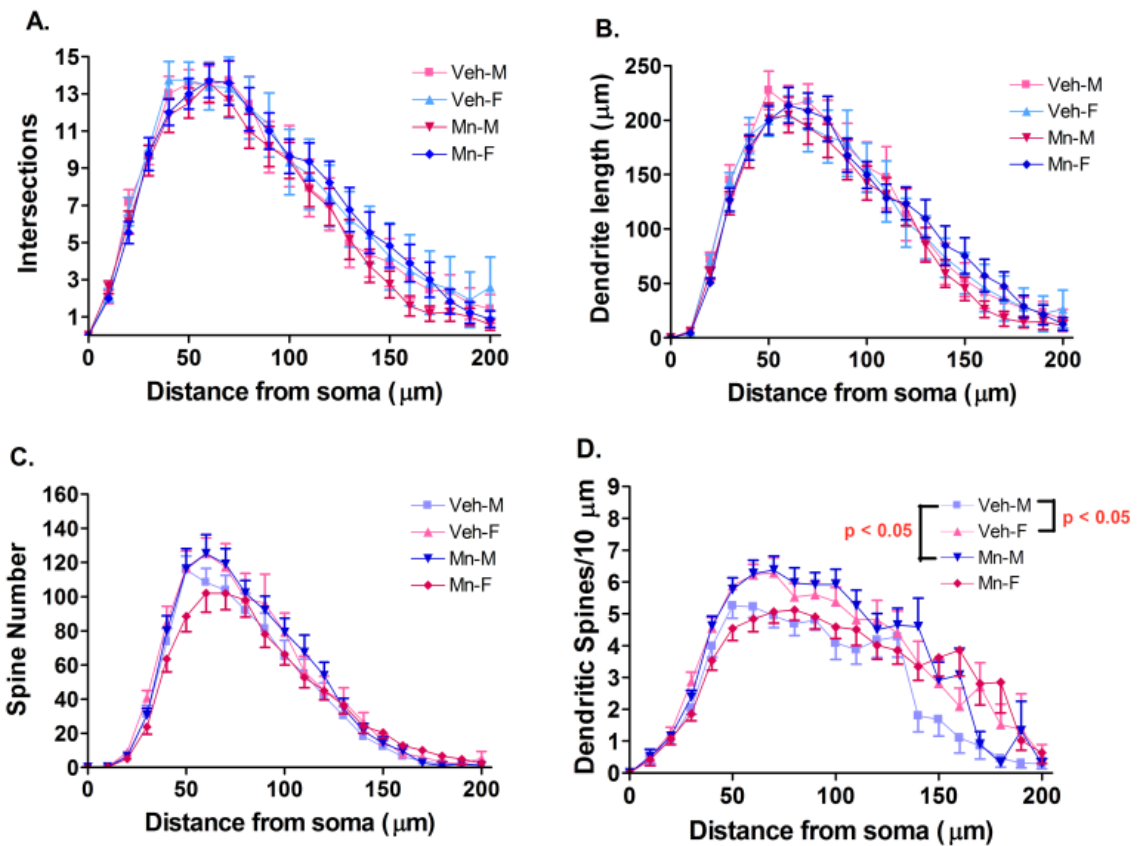 A.
Intersections
15
13
11
9
7
5
3
1
0
50
100
150
200
Distance from soma (μm)
Veh-M
Veh-F
Mn-M
Mn-F
B.
Dendrite length (μm)
250
200
150
100
50
0
0
50
100
150
200
Distance from soma (μm)
Veh-M
Veh-F
Mn-M
Mn-F
C.
Spine Number
160
140
120
100
80
60
40
20
0
0
50
100
150
200
Distance from soma (μm)
Veh-M
Veh-F
Mn-M
Mn-F
D.
Dendritic Spines/10 μm
9
8
7
6
5
4
3
2
1
0
0
50
100
150
200
Distance from soma (μm)
p < 0.05
Veh-M
Veh-F
Mn-M
Mn-F
p < 0.05